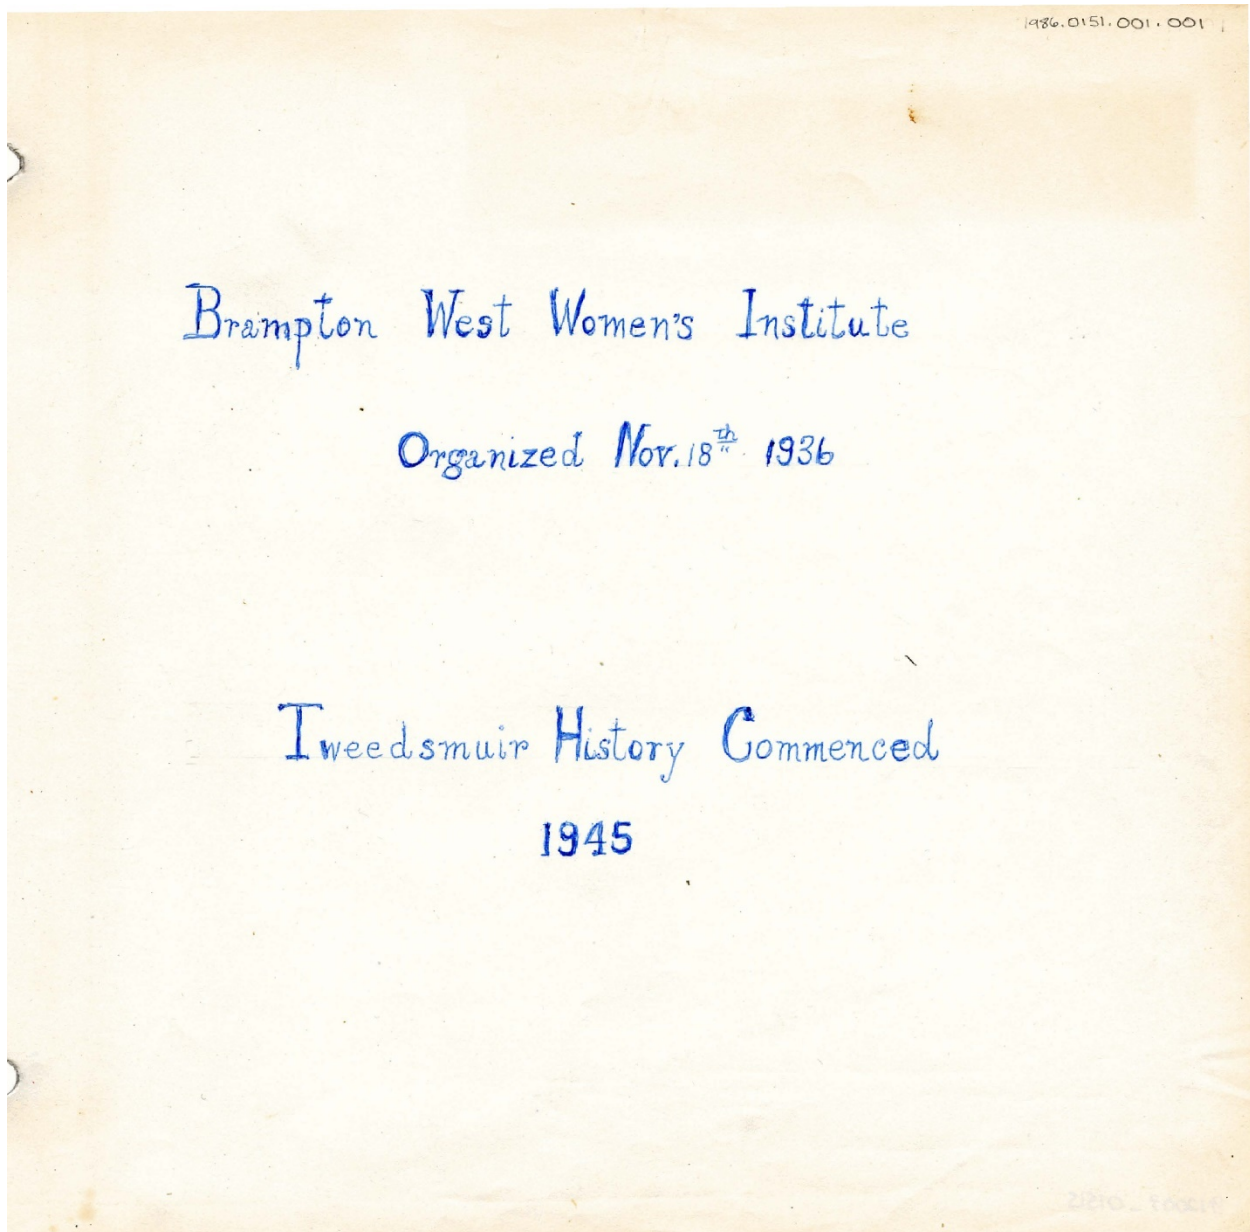 1986.0151.001.001
Brampton West Women's Institute
Organized Nov. 18th 1936
Tweedsmuir History Commenced
1945